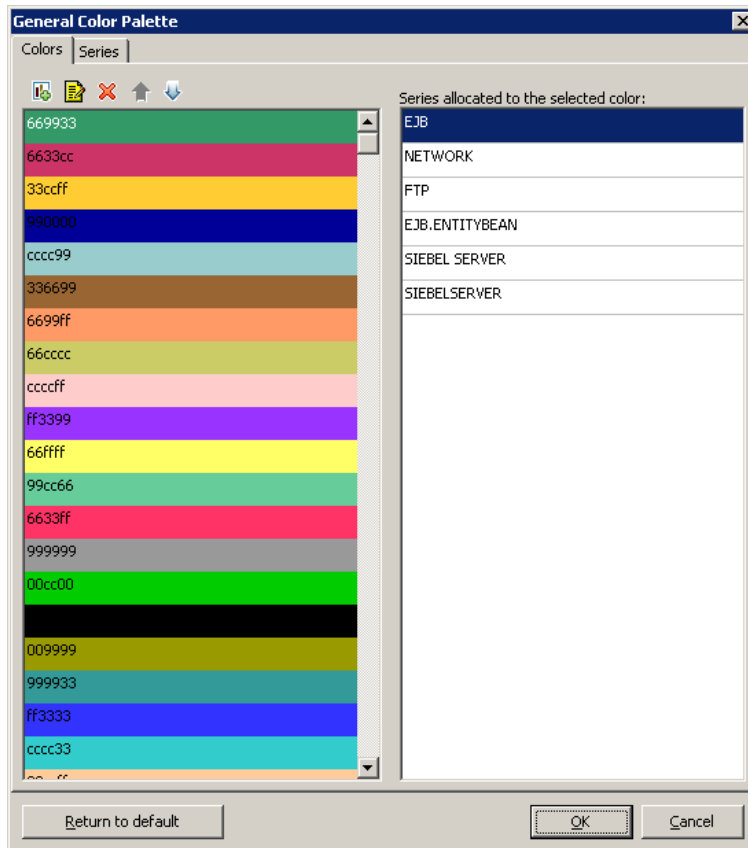 General Color Palette
Colors
Series
Series allocated to the selected color:
669933
6633cc
33ccff
990000
cccc99
336699
6699ff
66cccc
ccccff
ff3399
66ffff
99cc66
6633ff
999999
00cc00
009999
999933
ff3333
cccc33
EJB
NETWORK
FTP
EJB.ENTITYBEAN
SIEBEL SERVER
SIEBELSERVER
Return to default
OK
Cancel